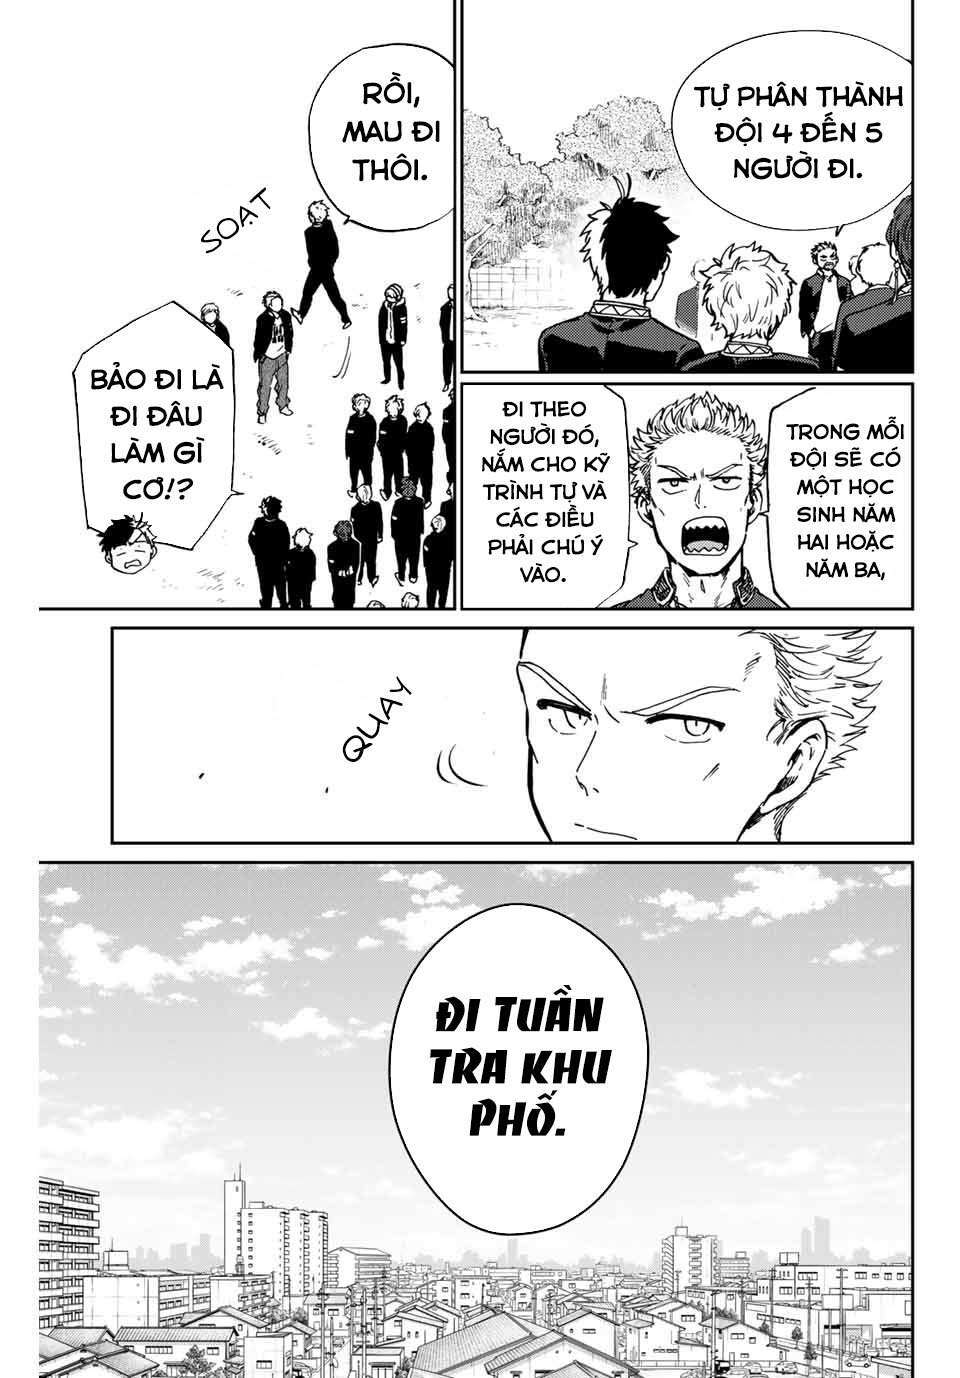 TỰ PHÂN THÀNH
ĐỘI 4 ĐẾN 5
NGƯỜI ĐI.
TRONG MỖI
ĐỘI SẼ CÓ
MỘT HỌC
SINH NĂM
HAI HOẶC
NĂM BA,
ĐI THEO
NGƯỜI ĐÓ,
NẮM CHO KỸ
TRÌNH TỰ VÀ
CÁC ĐIỀU
PHẢI CHÚ Ý
VÀO.
RỒI,
MAU ĐI
THÔI.
SOẠT
BẢO ĐI LÀ
ĐI ĐÂU
LÀM GÌ
CƠ!?
QUAY
ĐI TUẦN
TRA KHU
PHỐ.